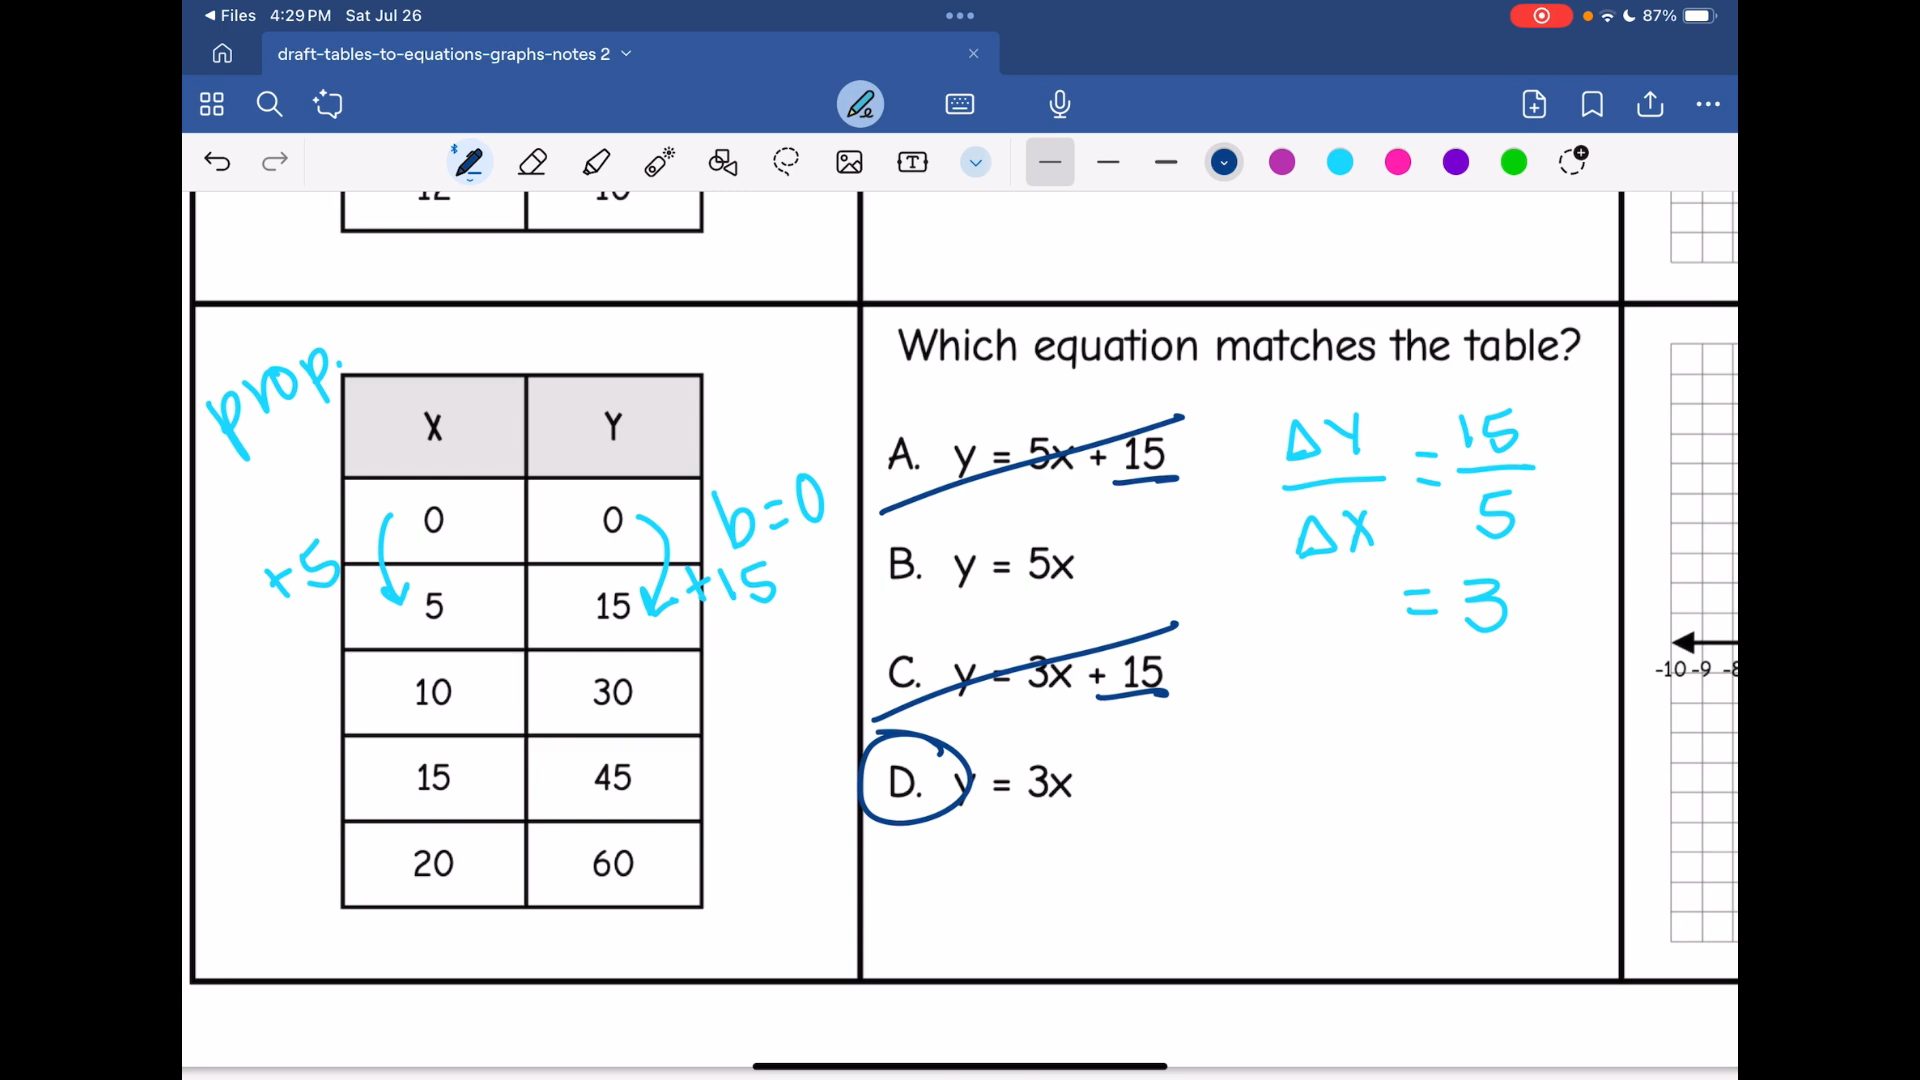 Files 4:29 PM Sat Jul 26
87%
draft-tables-to-equations-graphs-notes 2
prop.
X Y
0 0
5 15
10 30
15 45
20 60
+5
b=0
+15
Which equation matches the table?
A. y = 5x + 15
B. y = 5x
C. y = 3x + 15
D. y = 3x
ΔY/ΔX = 15/5
= 3
-10 -9